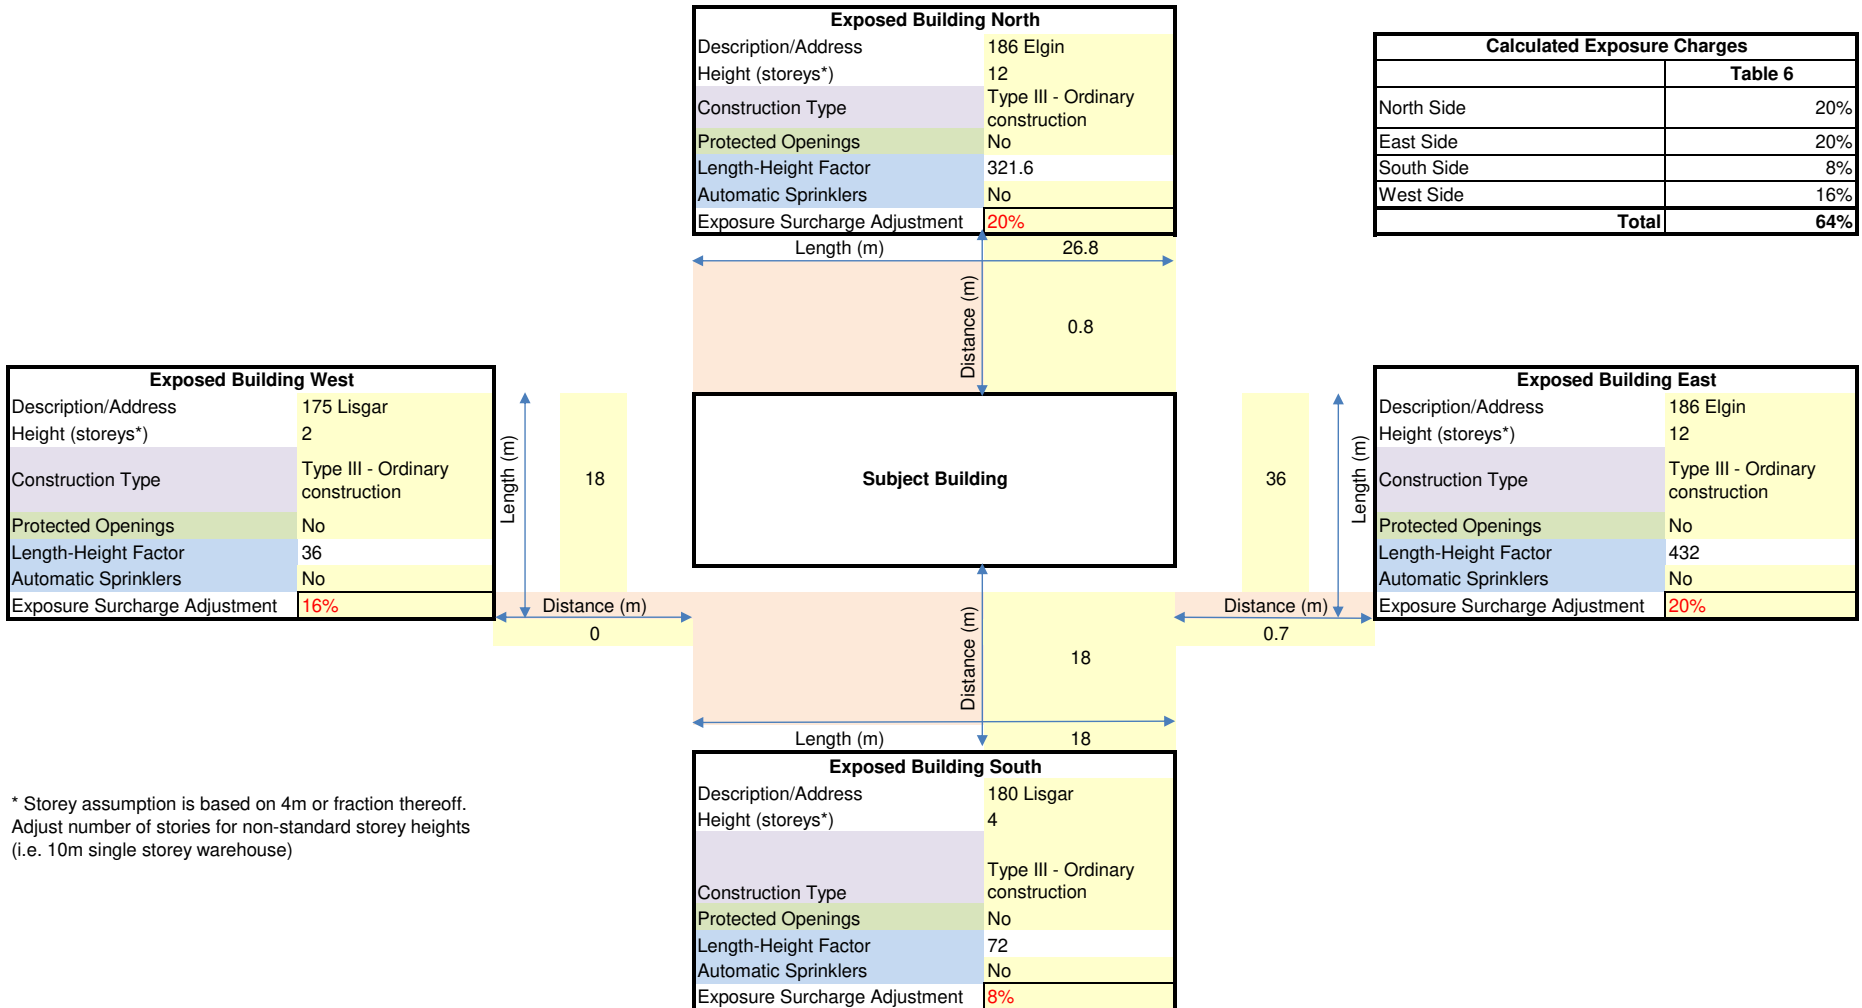 Exposed Building North
Description/Address 186 Elgin
Height (storeys*) 12
Construction Type Type III - Ordinary
construction
Protected Openings No
Length-Height Factor 321.6
Automatic Sprinklers No
Exposure Surcharge Adjustment 20%
Length (m) 26.8
Distance (m) 0.8
Calculated Exposure Charges
Table 6
North Side 20%
East Side 20%
South Side 8%
West Side 16%
Total 64%
Exposed Building West
Description/Address 175 Lisgar
Height (storeys*) 2
Construction Type Type III - Ordinary
construction
Protected Openings No
Length-Height Factor 36
Automatic Sprinklers No
Exposure Surcharge Adjustment 16%
Length (m) 18
Distance (m)
0
Subject Building
36 Length (m)
Distance (m)
0.7
Exposed Building East
Description/Address 186 Elgin
Height (storeys*) 12
Construction Type Type III - Ordinary
construction
Protected Openings No
Length-Height Factor 432
Automatic Sprinklers No
Exposure Surcharge Adjustment 20%
Distance (m) 18
Length (m) 18
Exposed Building South
Description/Address 180 Lisgar
Height (storeys*) 4
Construction Type Type III - Ordinary
construction
Protected Openings No
Length-Height Factor 72
Automatic Sprinklers No
Exposure Surcharge Adjustment 8%
* Storey assumption is based on 4m or fraction thereoff.
Adjust number of stories for non-standard storey heights
(i.e. 10m single storey warehouse)